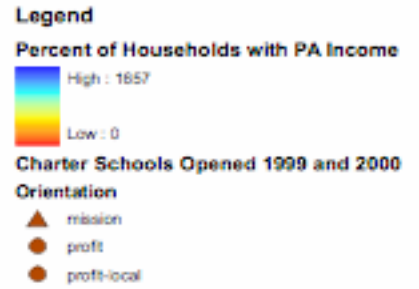 Legend
Percent of Households with PA Income
High : 1657
Low : 0
Charter Schools Opened 1999 and 2000
Orientation
mission
profit
profit-local